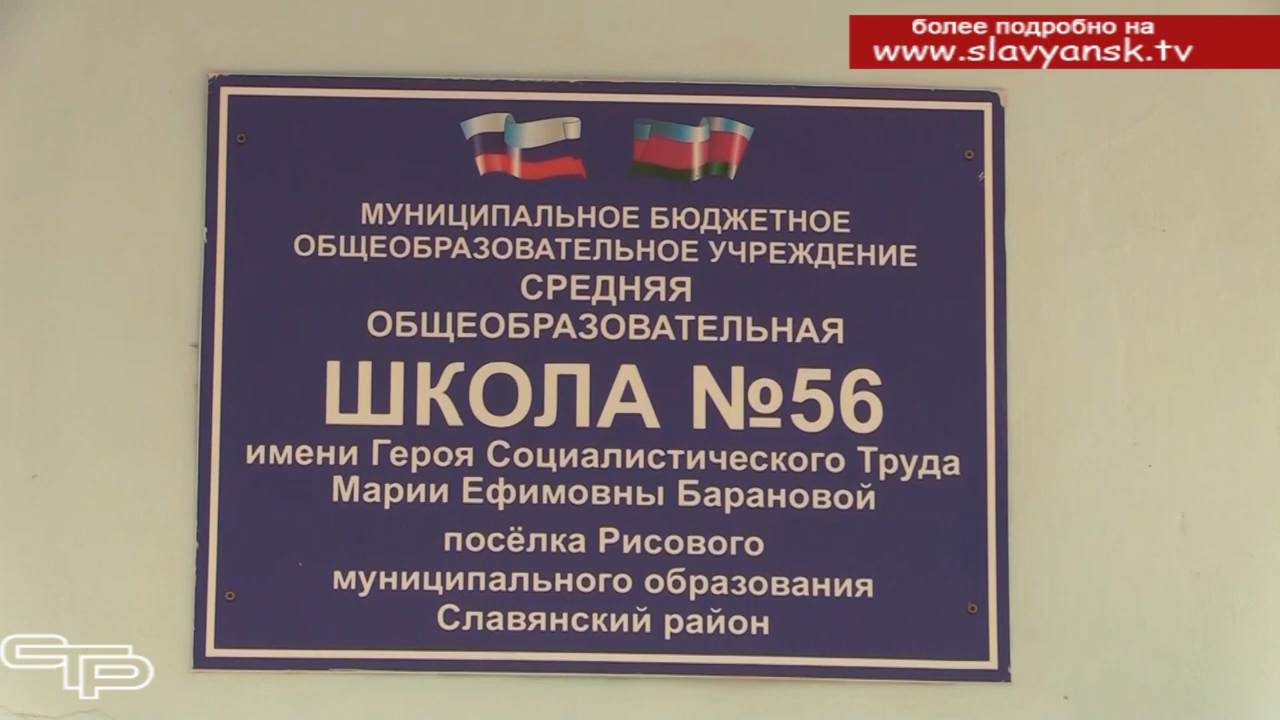 более подробно на
www.slavyansk.tv
МУНИЦИПАЛЬНОЕ БЮДЖЕТНОЕ
ОБЩЕОБРАЗОВАТЕЛЬНОЕ УЧРЕЖДЕНИЕ
СРЕДНЯЯ
ОБЩЕОБРАЗОВАТЕЛЬНАЯ
ШКОЛА №56
имени Героя Социалистического Труда
Марии Ефимовны Барановой
посёлка Рисового
муниципального образования
Славянский район
СТР